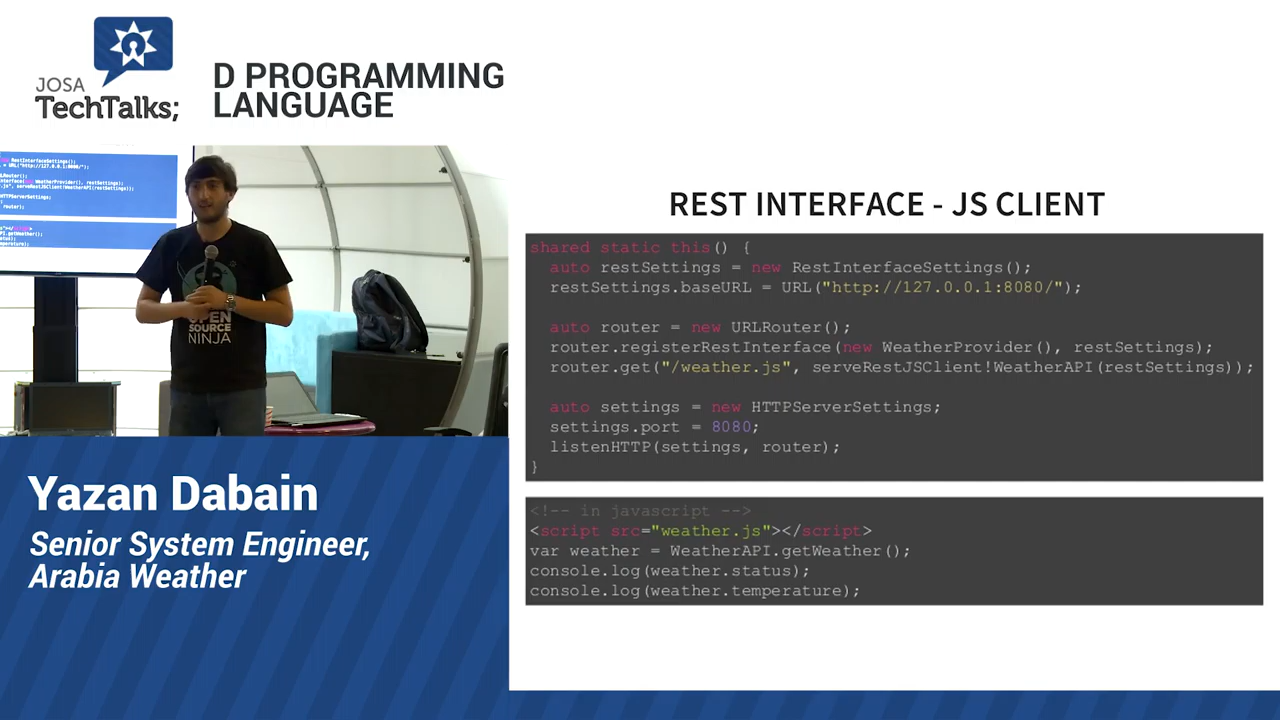 JOSA
TechTalks;
D PROGRAMMING
LANGUAGE
OPEN
SOURCE
NINJA
Yazan Dabain
Senior System Engineer,
Arabia Weather
REST INTERFACE - JS CLIENT
shared static this() {
  auto restSettings = new RestInterfaceSettings();
  restSettings.baseURL = URL("http://127.0.0.1:8080/");
  auto router = new URLRouter();
  router.registerRestInterface(new WeatherProvider(), restSettings);
  router.get("/weather.js", serveRestJSClient!WeatherAPI(restSettings));
  auto settings = new HTTPServerSettings;
  settings.port = 8080;
  listenHTTP(settings, router);
}
<!-- in javascript -->
<script src="weather.js"></script>
var weather = WeatherAPI.getWeather();
console.log(weather.status);
console.log(weather.temperature);